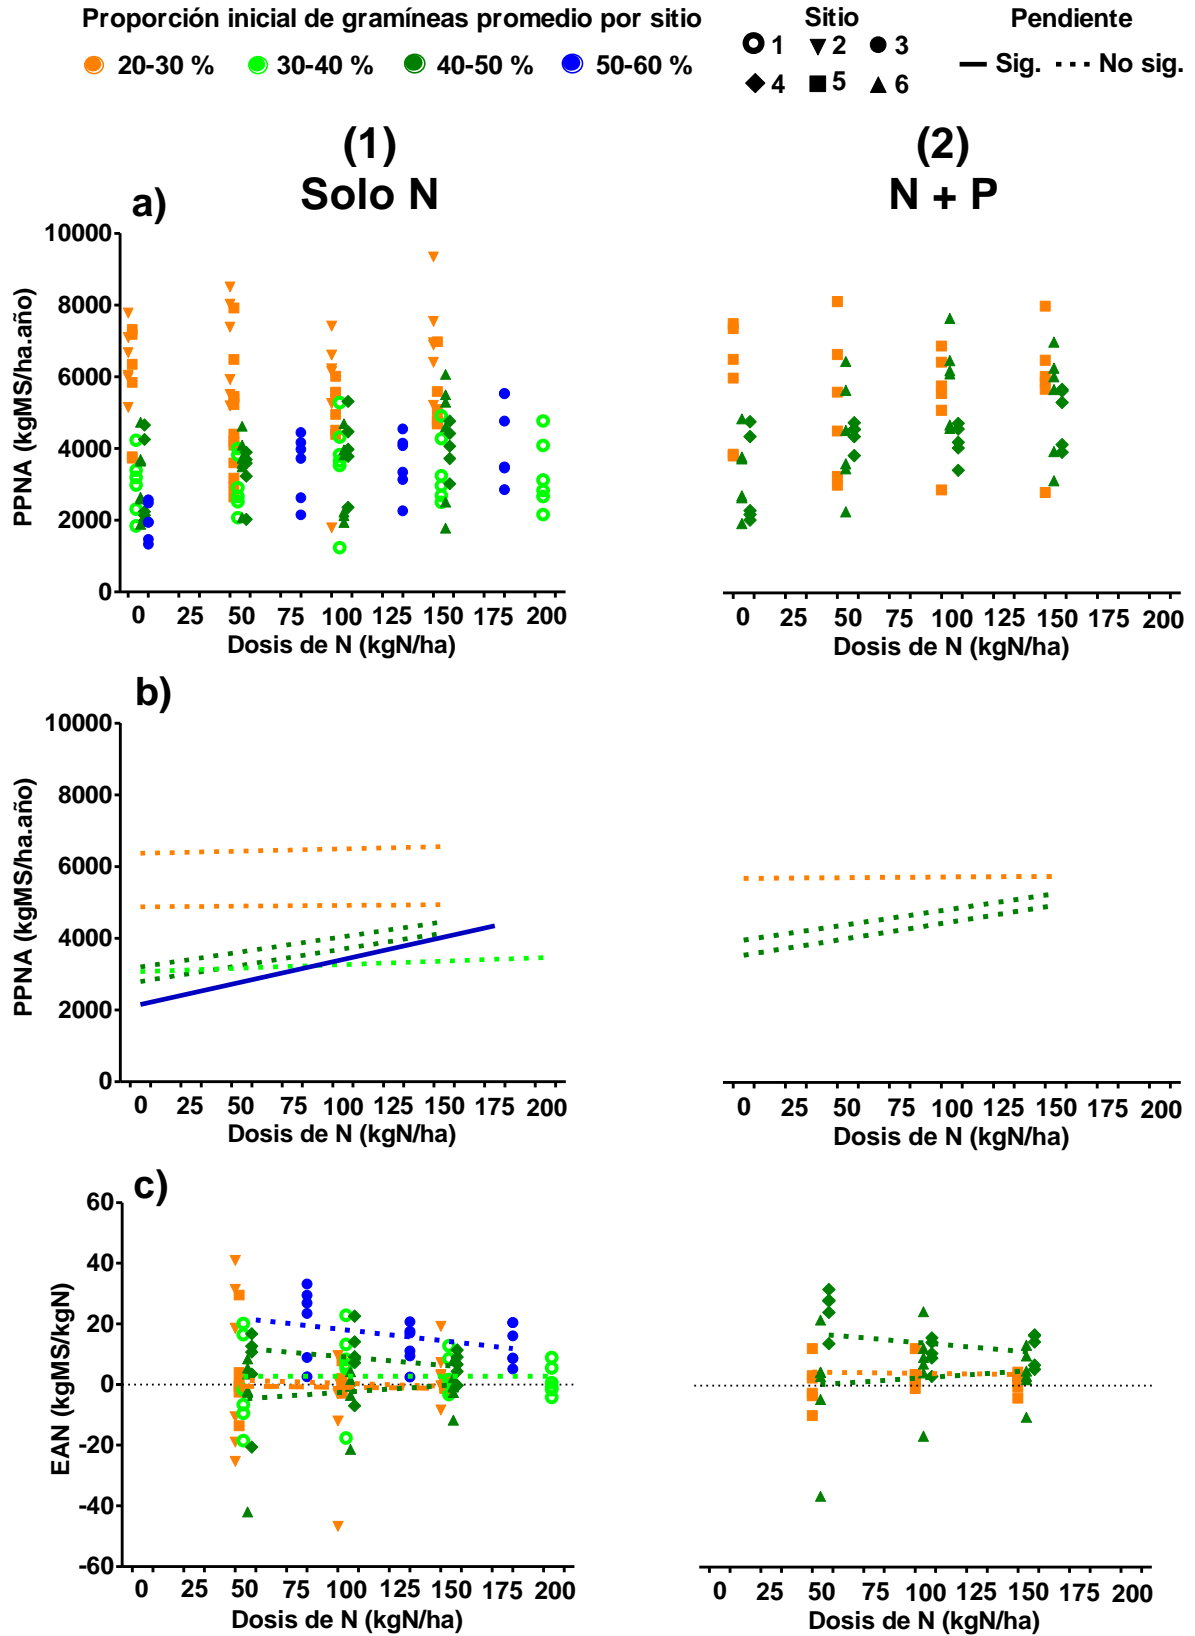 Proporción inicial de gramíneas promedio por sitio
20-30 % 30-40 % 40-50 % 50-60 %
Sitio
1 2 3
4 5 6
Pendiente
Sig. No sig.
(1)
Solo N
(2)
N + P
a)
PPNA (kgMS/ha.año)
10000
8000
6000
4000
2000
0
0 25 50 75 100 125 150 175 200
Dosis de N (kgN/ha)
0 25 50 75 100 125 150 175 200
Dosis de N (kgN/ha)
b)
PPNA (kgMS/ha.año)
10000
8000
6000
4000
2000
0
0 25 50 75 100 125 150 175 200
Dosis de N (kgN/ha)
0 25 50 75 100 125 150 175 200
Dosis de N (kgN/ha)
c)
EAN (kgMS/kgN)
60
40
20
0
-20
-40
-60
0 25 50 75 100 125 150 175 200
Dosis de N (kgN/ha)
0 25 50 75 100 125 150 175 200
Dosis de N (kgN/ha)